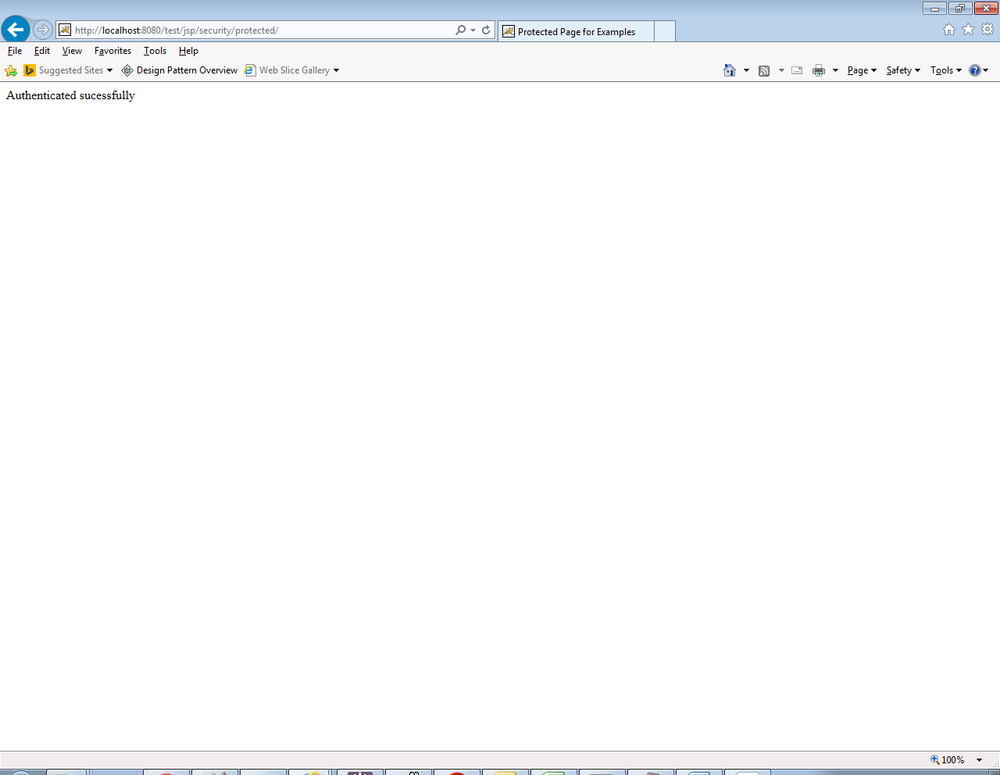 http://localhost:8080/test/jsp/security/protected/
Protected Page for Examples
File Edit View Favorites Tools Help
Suggested Sites Design Pattern Overview Web Slice Gallery Page Safety Tools
Authenticated sucessfully
100%